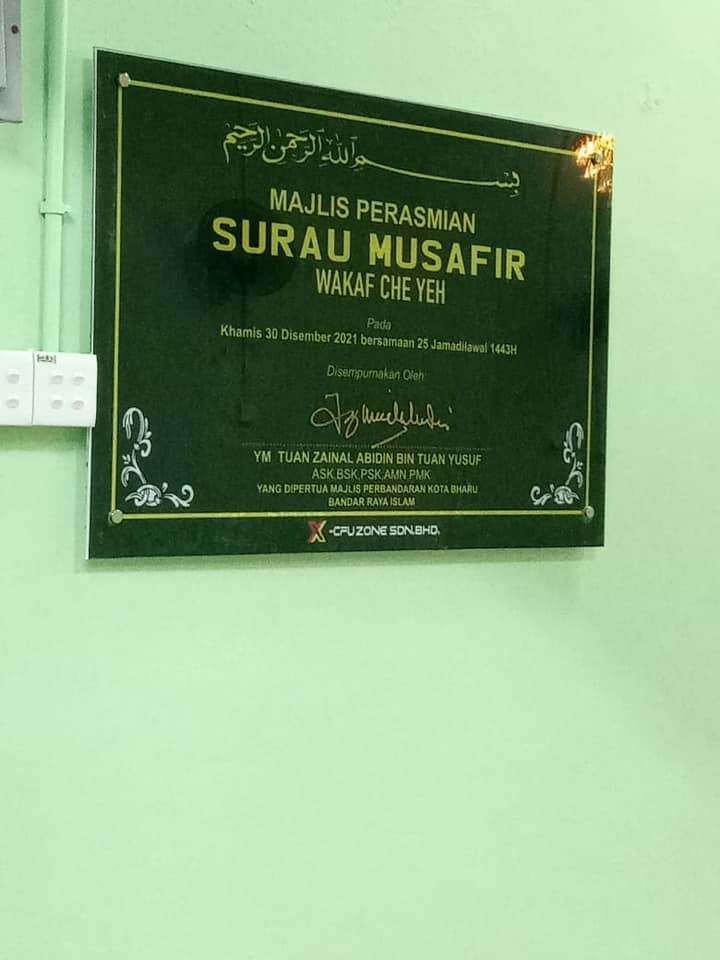 بسم الله الرحمن الرحيم
MAJLIS PERASMIAN
SURAU MUSAFIR
WAKAF CHE YEH
Pada
Khamis 30 Disember 2021 bersamaan 25 Jamadilawal 1443H
Disempurnakan Oleh
YM TUAN ZAINAL ABIDIN BIN TUAN YUSUF
ASK,BSK,PSK,AMN,PMK
YANG DIPERTUA MAJLIS PERBANDARAN KOTA BHARU
BANDAR RAYA ISLAM
X-CFU ZONE SDN.BHD.